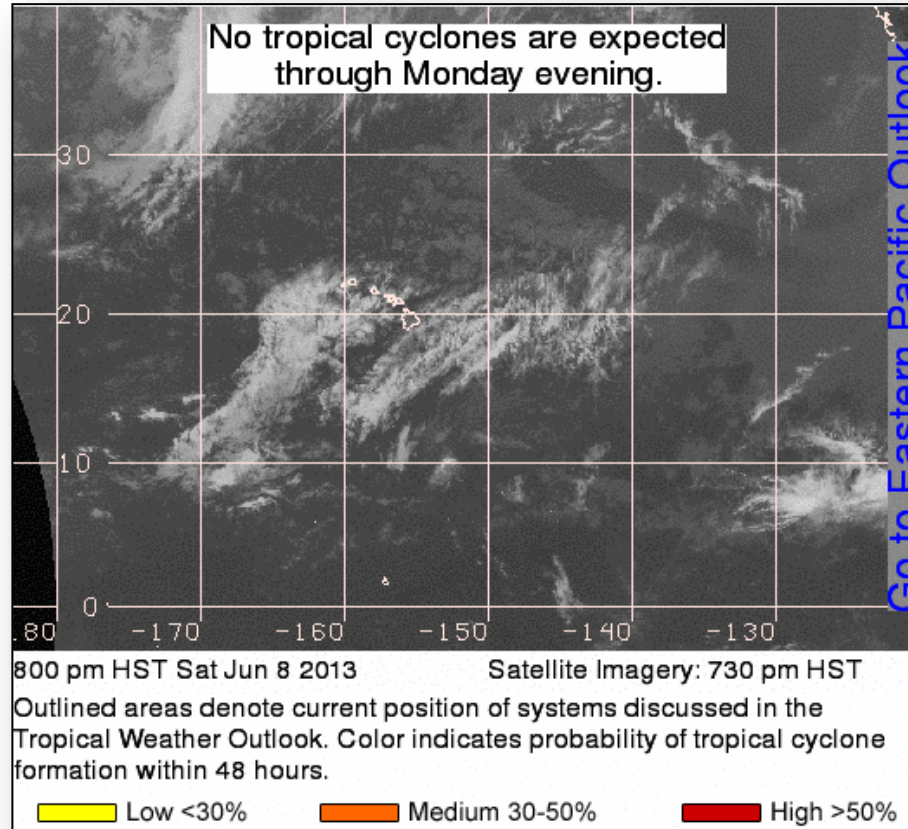 No tropical cyclones are expected
through Monday evening.
Go to Eastern Pacific Outlook
30
20
10
0
.80 -170 -160 -150 -140 -130
800 pm HST Sat Jun 8 2013 Satellite Imagery: 730 pm HST
Outlined areas denote current position of systems discussed in the
Tropical Weather Outlook. Color indicates probability of tropical cyclone
formation within 48 hours.
Low <30% Medium 30-50% High >50%